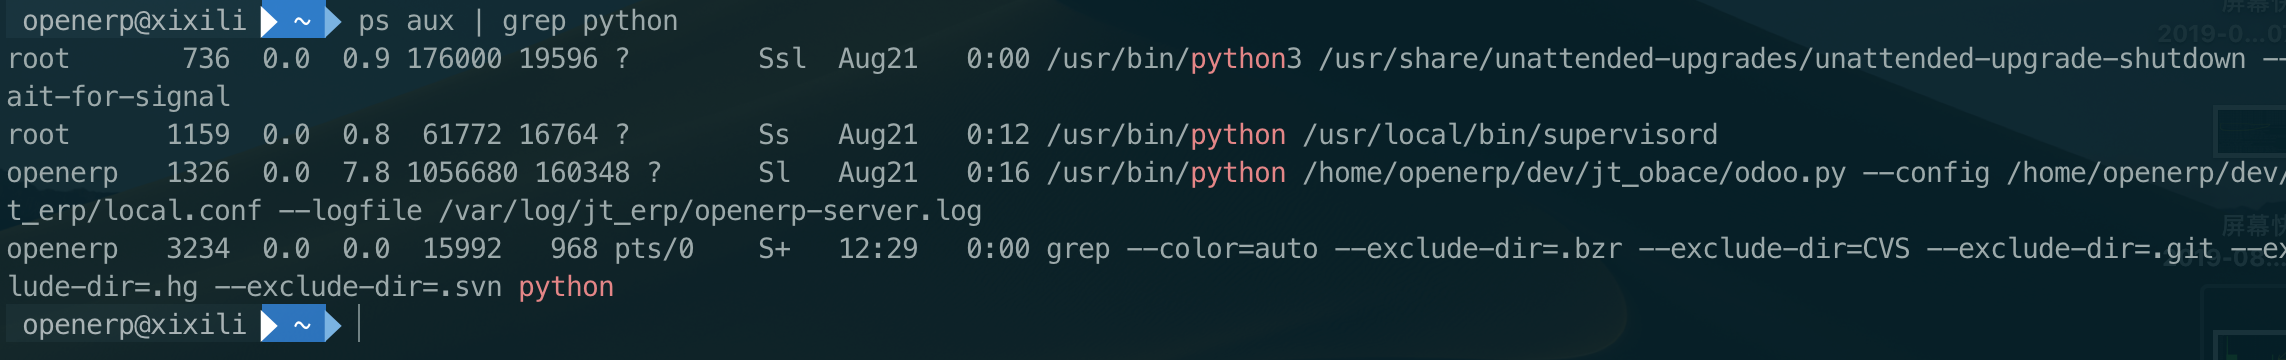 openerp@xixili ~ ps aux | grep python
root 736 0.0 0.9 176000 19596 ? Ssl Aug21 0:00 /usr/bin/python3 /usr/share/unattended-upgrades/unattended-upgrade-shutdown --
ait-for-signal
root 1159 0.0 0.8 61772 16764 ? Ss Aug21 0:12 /usr/bin/python /usr/local/bin/supervisord
openerp 1326 0.0 7.8 1056680 160348 ? Sl Aug21 0:16 /usr/bin/python /home/openerp/dev/jt_obace/odoo.py --config /home/openerp/dev/
t_erp/local.conf --logfile /var/log/jt_erp/openerp-server.log
openerp 3234 0.0 0.0 15992 968 pts/0 S+ 12:29 0:00 grep --color=auto --exclude-dir=.bzr --exclude-dir=CVS --exclude-dir=.git --ex
lude-dir=.hg --exclude-dir=.svn python
openerp@xixili ~